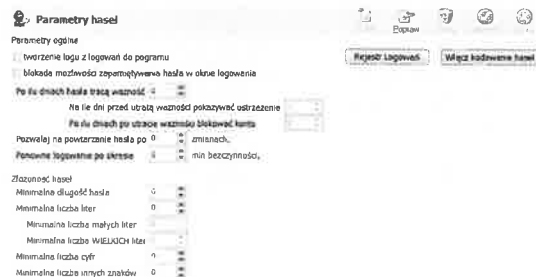 Parametry haseł
Popraw
Parametry ogólne
tworzenie logu z logowań do pogramu
Rejestr Logowań
Włącz kodowanie haseł
blokada możliwości zapamiętywania hasła w oknie logowania
Po ilu dniach hasła tracą ważność
Na ile dni przed utratą ważności pokazywać ostrzeżenie
Po ilu dniach po utracie ważności blokować konto
Pozwalaj na powtarzanie hasła po 0 zmianach.
Ponowne logowanie po okresie min bezczynności.
Złożoność haseł
Minimalna długość hasła
Minimalna liczba liter 0
Minimalna liczba małych liter
Minimalna liczba WIELKICH liter
Minimalna liczba cyfr
Minimalna liczba innych znaków 0